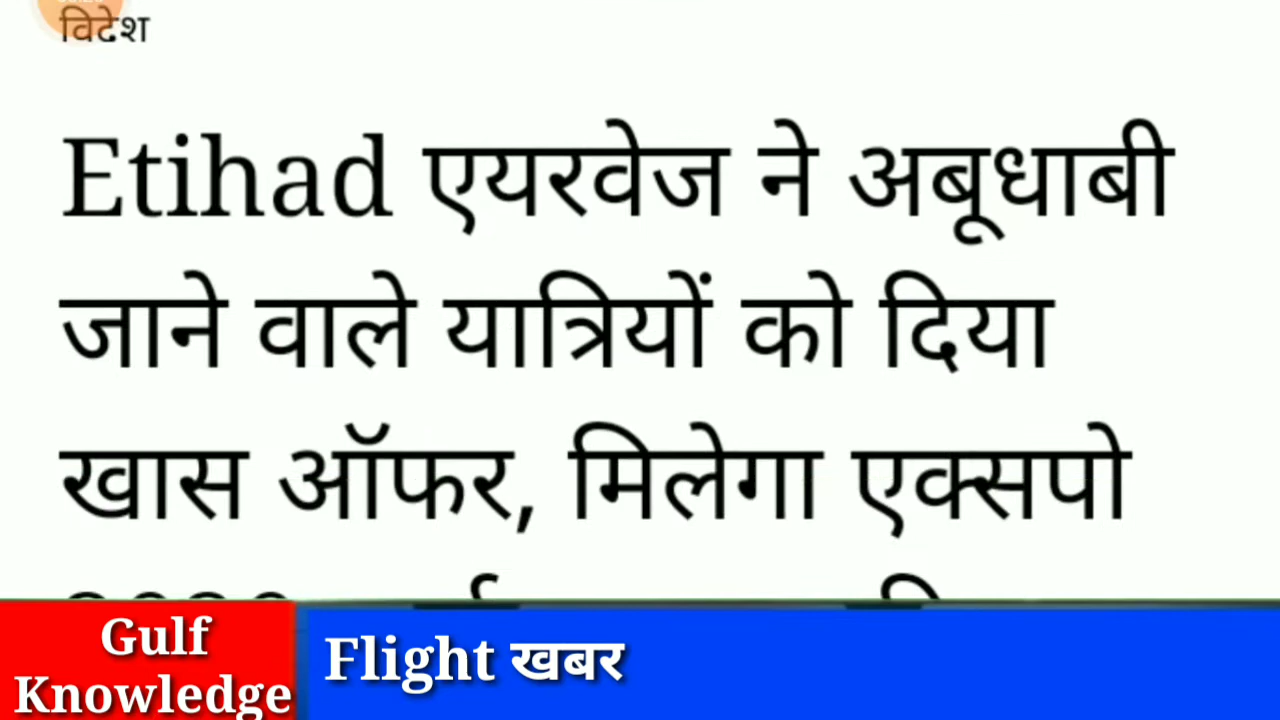 विदेश
Etihad एयरवेज ने अबूधाबी
जाने वाले यात्रियों को दिया
खास ऑफर, मिलेगा एक्सपो
Gulf
Knowledge
Flight खबर